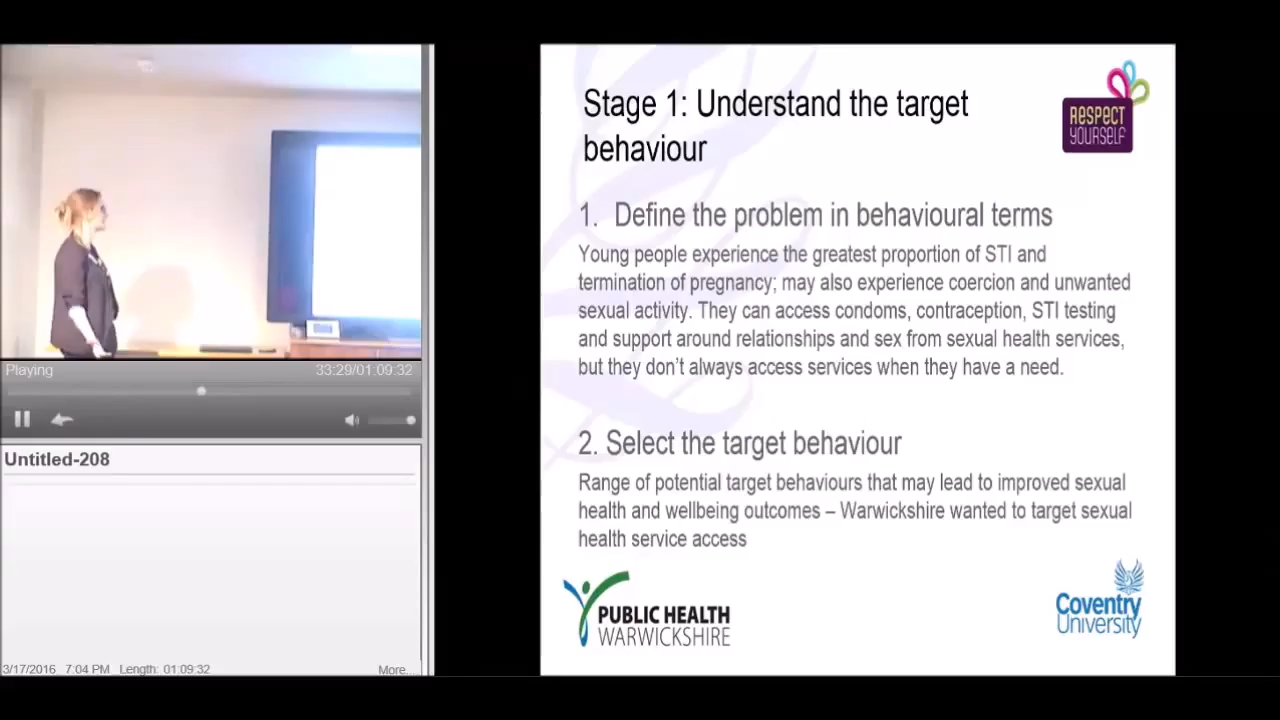 Stage 1: Understand the target
behaviour
RESPECT
YOURSELF
1. Define the problem in behavioural terms
Young people experience the greatest proportion of STI and
termination of pregnancy; may also experience coercion and unwanted
sexual activity. They can access condoms, contraception, STI testing
and support around relationships and sex from sexual health services,
but they don't always access services when they have a need.
2. Select the target behaviour
Range of potential target behaviours that may lead to improved sexual
health and wellbeing outcomes – Warwickshire wanted to target sexual
health service access
PUBLIC HEALTH
WARWICKSHIRE
Coventry
University
Playing 33:29/01:09:32
Untitled-208
3/17/2016 7:04 PM Length: 01:09:32 More...